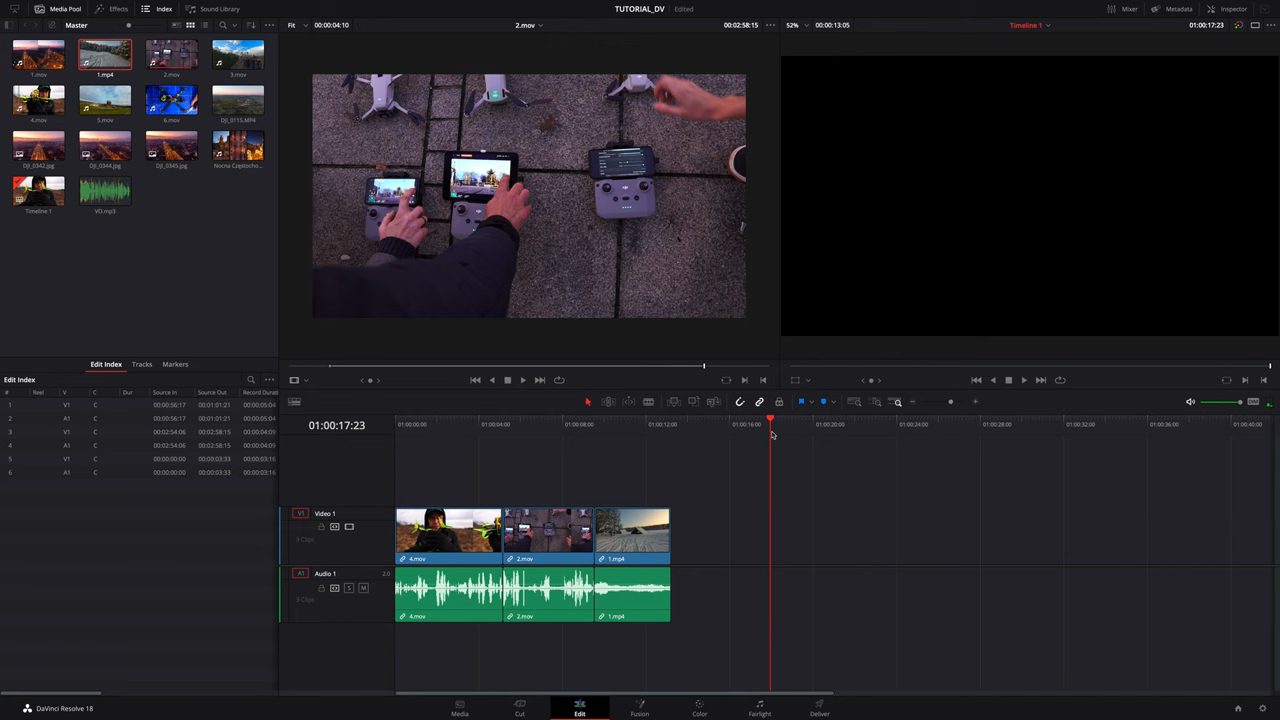 Media Pool Effects Index Sound Library TUTORIAL_DV Edited Mixer Metadata Inspector
Master Fit 00:00:04:10 2.mov 00:02:58:15 52% 00:00:13:05 Timeline 1 01:00:17:23
1.mov 1.mp4 2.mov 3.mov
4.mov 5.mov 6.mov DJI_0115.MP4
DJI_0342.jpg DJI_0344.jpg DJI_0345.jpg Nocna Częstocho...
Timeline 1 VO.mp3
Edit Index Tracks Markers
Edit Index
# Reel V C Dur Source In Source Out Record Durati
1 V1 C 00:00:56:17 00:01:01:21 00:00:05:04
2 A1 C 00:00:56:17 00:01:01:21 00:00:05:04
3 V1 C 00:02:54:06 00:02:58:15 00:00:04:09
4 A1 C 00:02:54:06 00:02:58:15 00:00:04:09
5 V1 C 00:00:00:00 00:00:03:33 00:00:03:16
6 A1 C 00:00:00:00 00:00:03:33 00:00:03:16
01:00:17:23
01:00:00:00 01:00:04:00 01:00:08:00 01:00:12:00 01:00:16:00 01:00:20:00 01:00:24:00 01:00:28:00 01:00:32:00 01:00:36:00 01:00:40:00
V1 Video 1
3 Clips
4.mov 2.mov 1.mp4
A1 Audio 1 2.0
S M
3 Clips
4.mov 2.mov 1.mp4
DaVinci Resolve 18 Media Cut Edit Fusion Color Fairlight Deliver